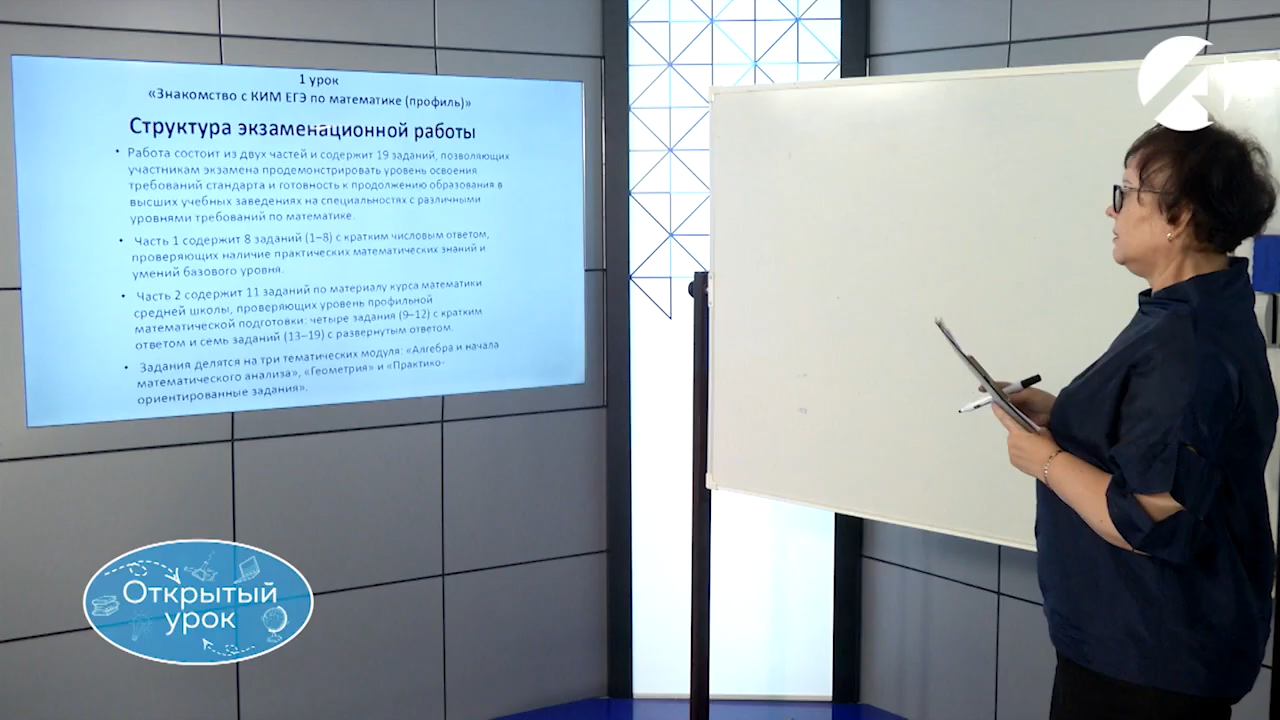 1 урок
«Знакомство с КИМ ЕГЭ по математике (профиль)»
Структура экзаменационной работы
• Работа состоит из двух частей и содержит 19 заданий, позволяющих
участникам экзамена продемонстрировать уровень освоения
требований стандарта и готовность к продолжению образования в
высших учебных заведениях на специальностях с различными
уровнями требований по математике.
• Часть 1 содержит 8 заданий (1–8) с кратким числовым ответом,
проверяющих наличие практических математических знаний и
умений базового уровня.
• Часть 2 содержит 11 заданий по материалу курса математики
средней школы, проверяющих уровень профильной
математической подготовки: четыре задания (9–12) с кратким
ответом и семь заданий (13–19) с развернутым ответом.
• Задания делятся на три тематических модуля: «Алгебра и начала
математического анализа», «Геометрия» и «Практико-
ориентированные задания».
Открытый
урок